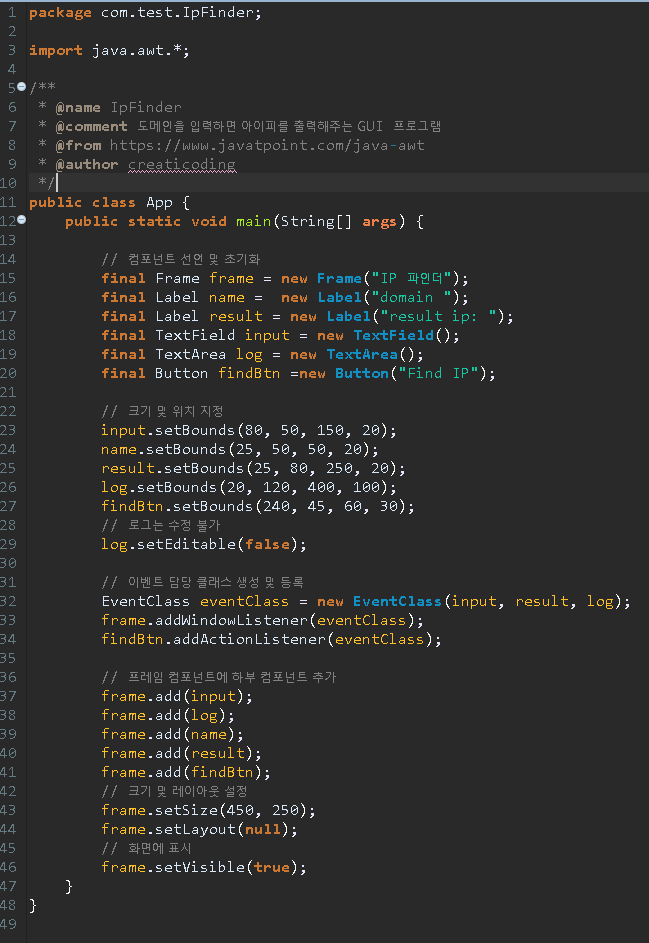 1 package com.test.IpFinder;
2
3 import java.awt.*;
4
5 /**
6 * @name IpFinder
7 * @comment 도메인을 입력하면 아이피를 출력해주는 GUI 프로그램
8 * @from https://www.javatpoint.com/java-awt
9 * @author creaticoding
10 */
11 public class App {
12 public static void main(String[] args) {
13
14 // 컴포넌트 선언 및 초기화
15 final Frame frame = new Frame("IP 파인더");
16 final Label name =  new Label("domain ");
17 final Label result = new Label("result ip: ");
18 final TextField input = new TextField();
19 final TextArea log = new TextArea();
20 final Button findBtn =new Button("Find IP");
21
22 // 크기 및 위치 지정
23 input.setBounds(80, 50, 150, 20);
24 name.setBounds(25, 50, 50, 20);
25 result.setBounds(25, 80, 250, 20);
26 log.setBounds(20, 120, 400, 100);
27 findBtn.setBounds(240, 45, 60, 30);
28 // 로그는 수정 불가
29 log.setEditable(false);
30
31 // 이벤트 담당 클래스 생성 및 등록
32 EventClass eventClass = new EventClass(input, result, log);
33 frame.addWindowListener(eventClass);
34 findBtn.addActionListener(eventClass);
35
36 // 프레임 컴포넌트에 하부 컴포넌트 추가
37 frame.add(input);
38 frame.add(log);
39 frame.add(name);
40 frame.add(result);
41 frame.add(findBtn);
42 // 크기 및 레이아웃 설정
43 frame.setSize(450, 250);
44 frame.setLayout(null);
45 // 화면에 표시
46 frame.setVisible(true);
47 }
48 }
49